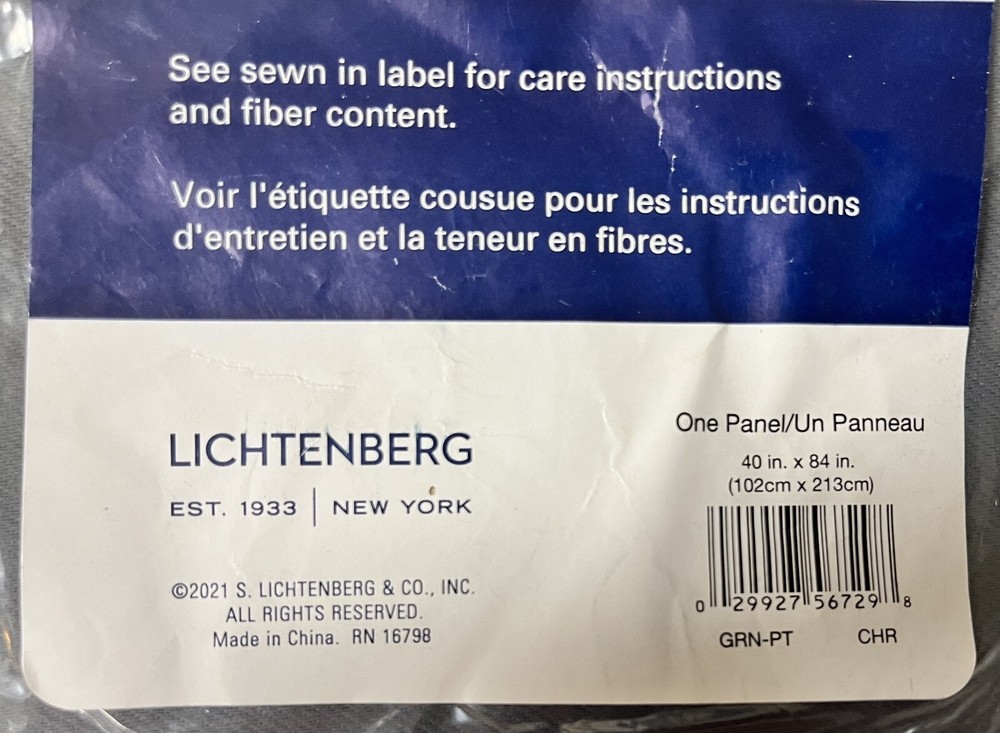 See sewn in label for care instructions
and fiber content.
Voir l'étiquette cousue pour les instructions
d'entretien et la teneur en fibres.
LICHTENBERG
EST. 1933 | NEW YORK
©2021 S. LICHTENBERG & CO., INC.
ALL RIGHTS RESERVED.
Made in China. RN 16798
One Panel/Un Panneau
40 in. x 84 in.
(102cm x 213cm)
0 29927 56729 8
GRN-PT CHR